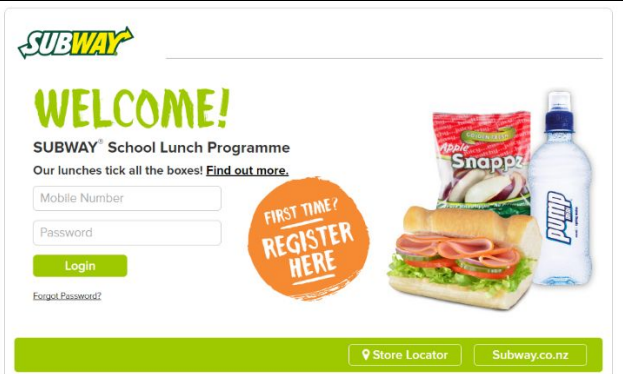 SUBWAY
WELCOME!
SUBWAY® School Lunch Programme
Our lunches tick all the boxes! Find out more.
Mobile Number
Password
Login
Forgot Password?
FIRST TIME?
REGISTER
HERE
Apple
Snappz
PUMP
Store Locator
Subway.co.nz